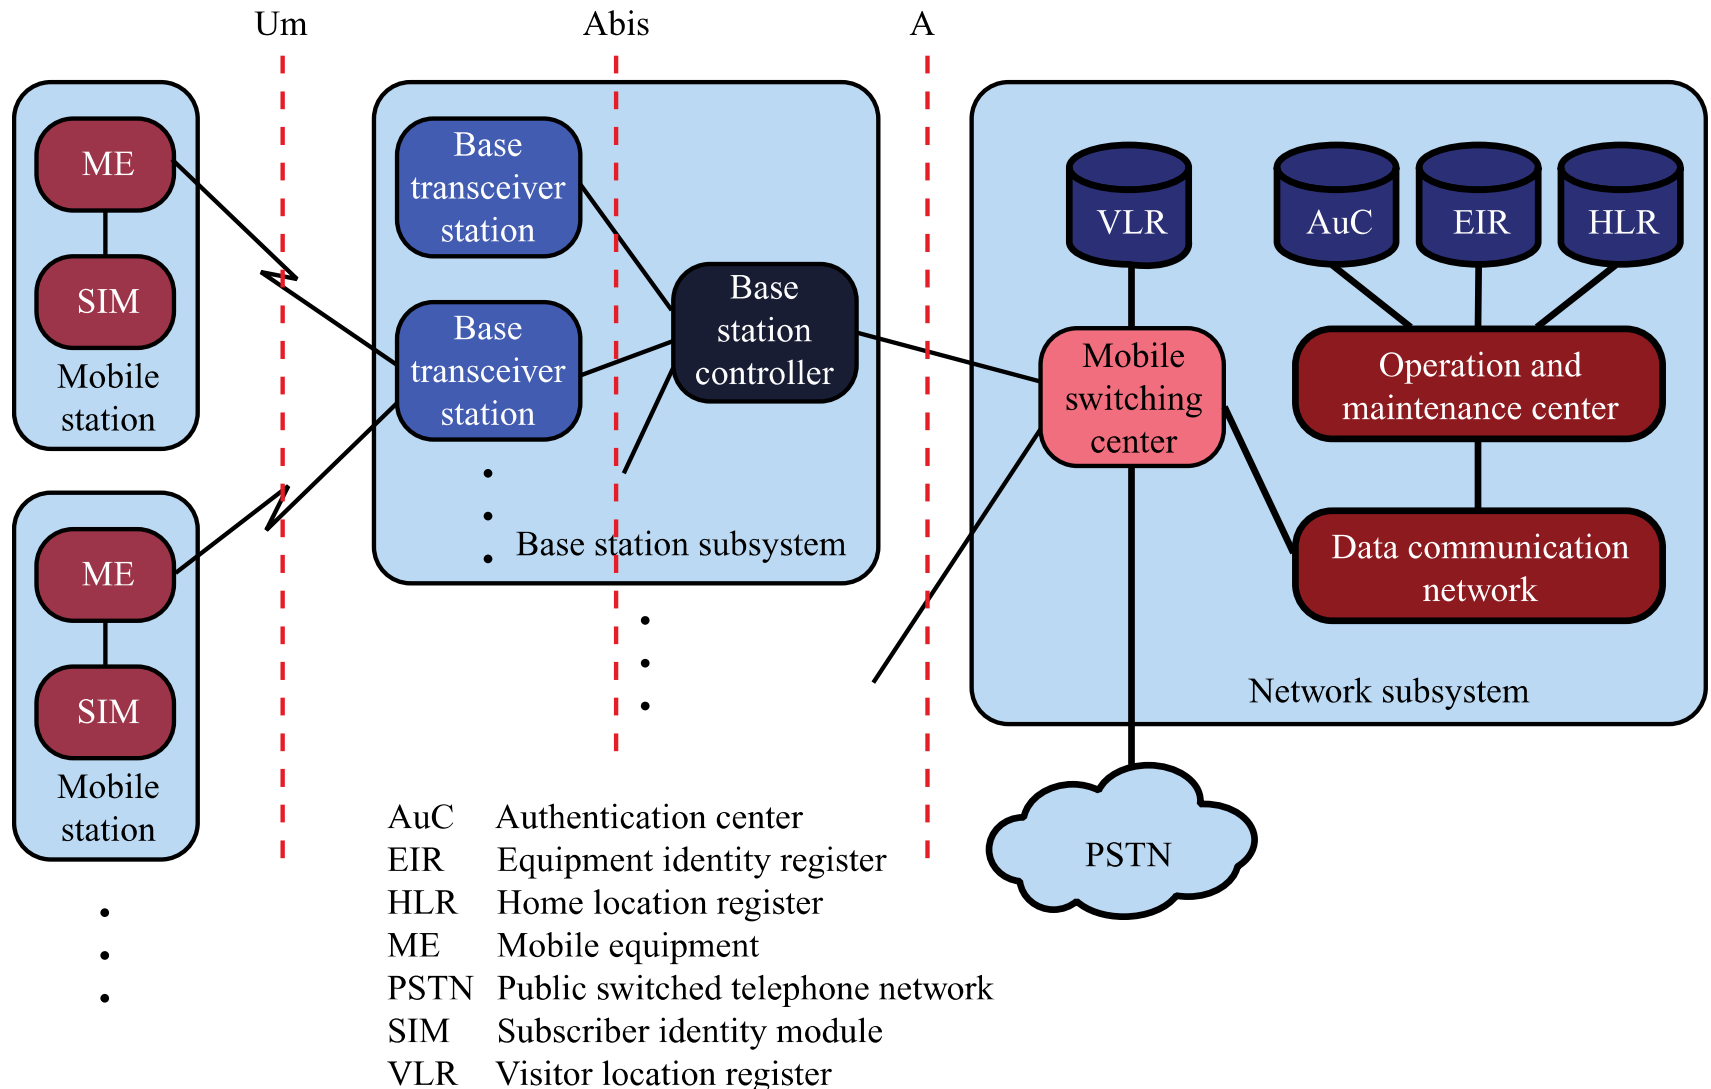 Um
Abis
A
ME
SIM
Mobile
station
ME
SIM
Mobile
station
Base
transceiver
station
Base
transceiver
station
Base
station
controller
Base station subsystem
VLR
AuC
EIR
HLR
Mobile
switching
center
Operation and
maintenance center
Data communication
network
Network subsystem
PSTN
AuC Authentication center
EIR Equipment identity register
HLR Home location register
ME Mobile equipment
PSTN Public switched telephone network
SIM Subscriber identity module
VLR Visitor location register